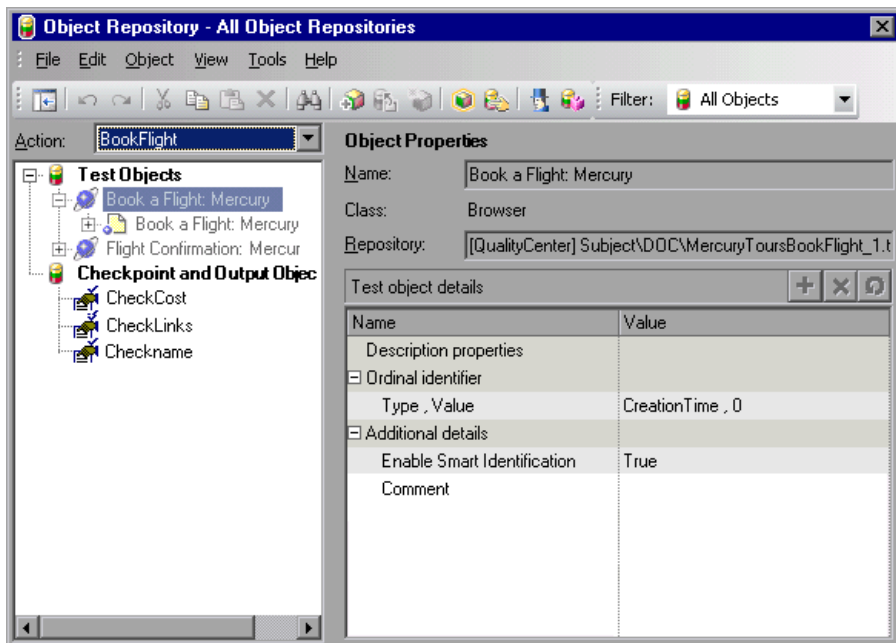 Object Repository - All Object Repositories
File Edit Object View Tools Help
Filter: All Objects
Action: BookFlight
Test Objects
Book a Flight: Mercury
Book a Flight: Mercury
Flight Confirmation: Mercur
Checkpoint and Output Objec
CheckCost
CheckLinks
Checkname
Object Properties
Name: Book a Flight: Mercury
Class: Browser
Repository: [QualityCenter] Subject\DOC\MercuryToursBookFlight_1.t
Test object details
Name Value
Description properties
Ordinal identifier
Type , Value CreationTime , 0
Additional details
Enable Smart Identification True
Comment